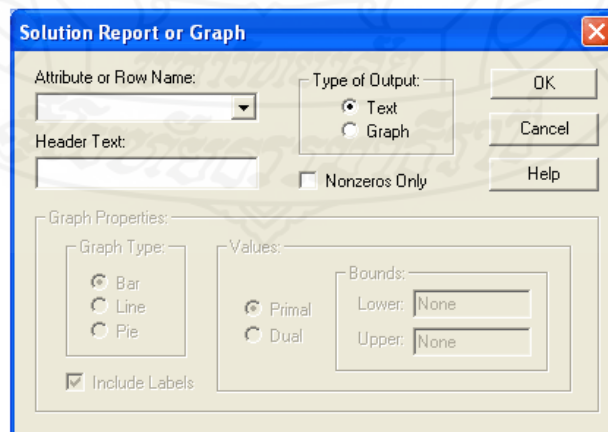 Solution Report or Graph
Attribute or Row Name:
Header Text:
Type of Output:
Text
Graph
Nonzeros Only
OK
Cancel
Help
Graph Properties:
Graph Type:
Bar
Line
Pie
Include Labels
Values:
Primal
Dual
Bounds:
Lower: None
Upper: None